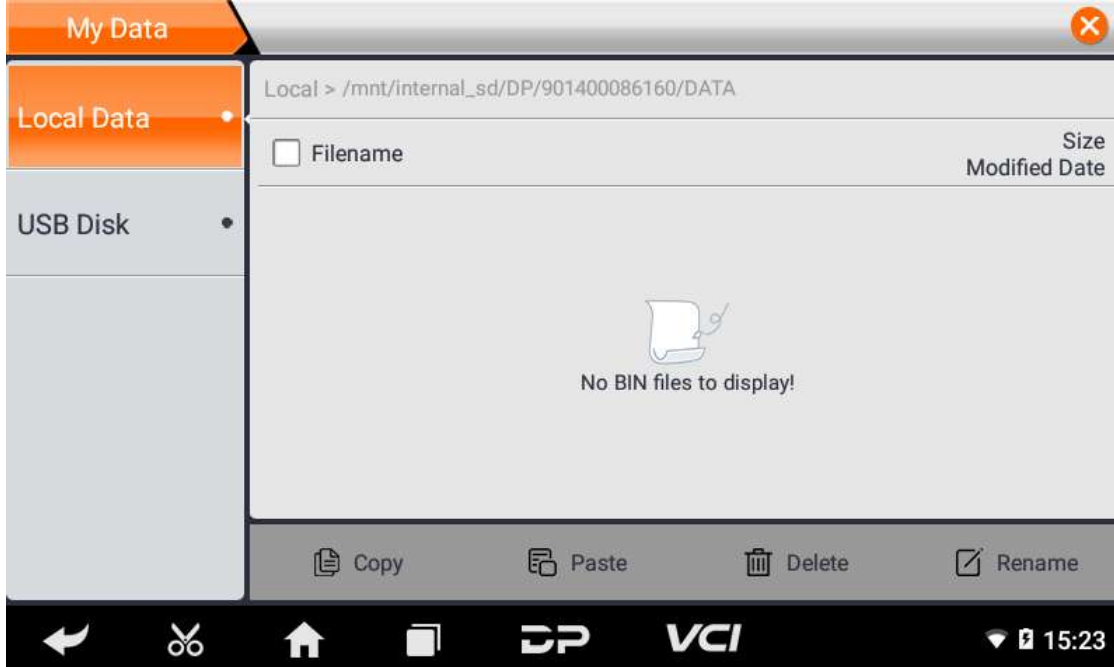 My Data
Local Data
USB Disk
Local > /mnt/internal_sd/DP/901400086160/DATA
Filename
Size
Modified Date
No BIN files to display!
Copy
Paste
Delete
Rename
DP
VCI
15:23